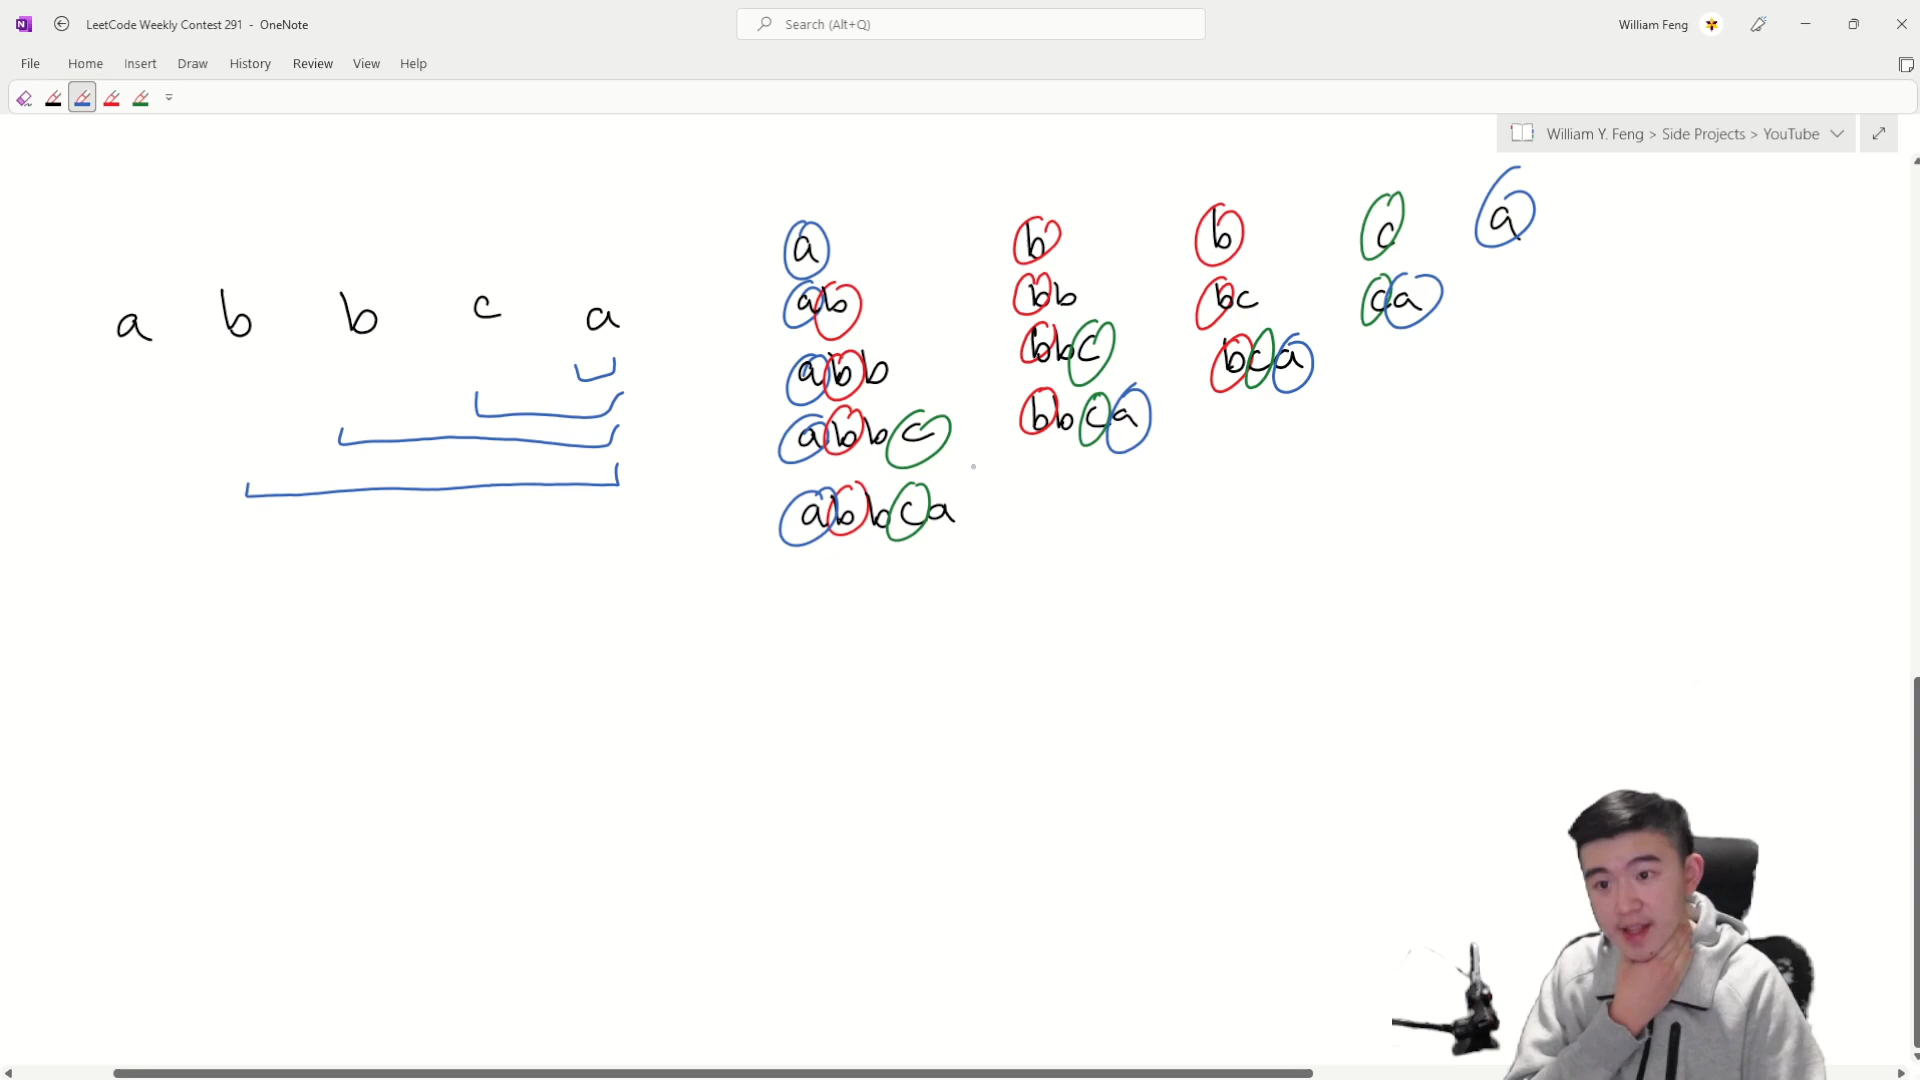 LeetCode Weekly Contest 291 - OneNote
Search (Alt+Q)
William Feng
File Home Insert Draw History Review View Help
William Y. Feng > Side Projects > YouTube
a b b c a
a b b c a
ab bb bc ca
abb bbc bca
abbc bbca
abbca